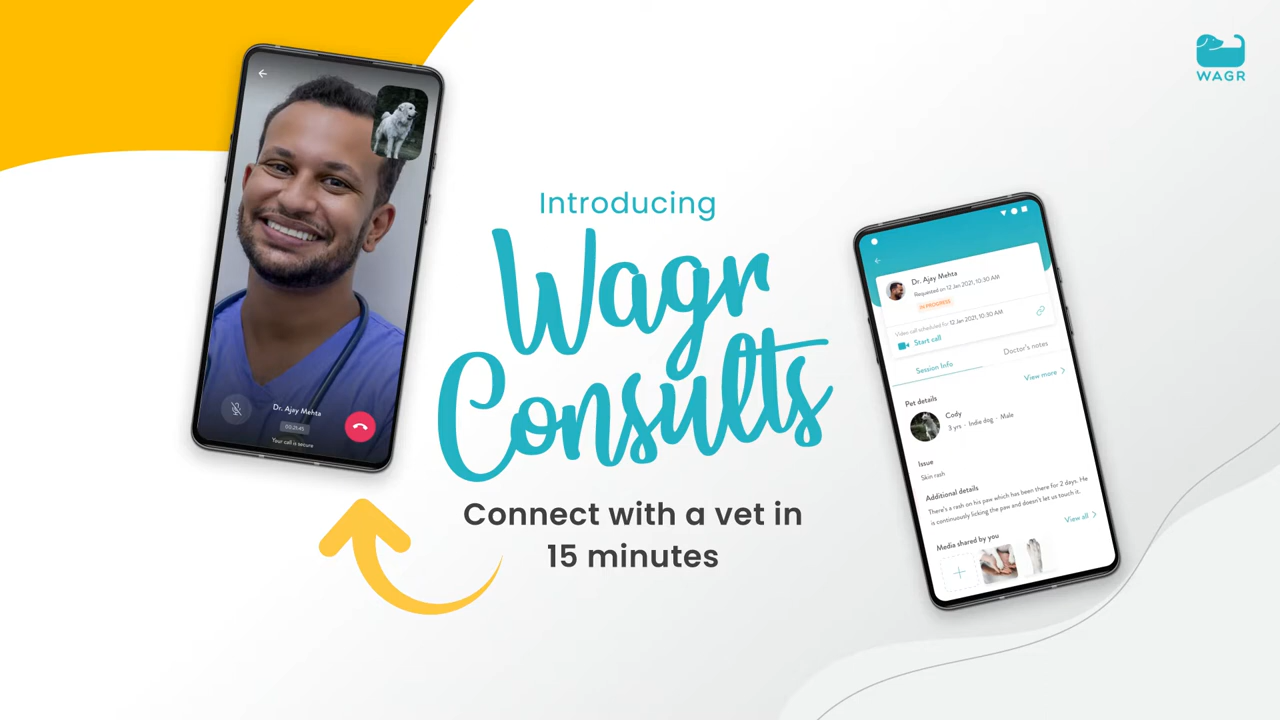 WAGR
Introducing
Wagr
Consults
Connect with a vet in
15 minutes
Dr. Ajay Mehta
00:21:45
Your call is secure
Dr. Ajay Mehta
Requested on 12 Jan 2021, 10:30 AM
IN PROGRESS
Video call scheduled for 12 Jan 2021, 10:30 AM
Start call
Session Info
Doctor's notes
View more
Pet details
Cody
3 yrs · Indie dog · Male
Issue
Skin rash
Additional details
There's a rash on his paw which has been there for 2 days. He
is continuously licking the paw and doesn't let us touch it.
View all
Media shared by you